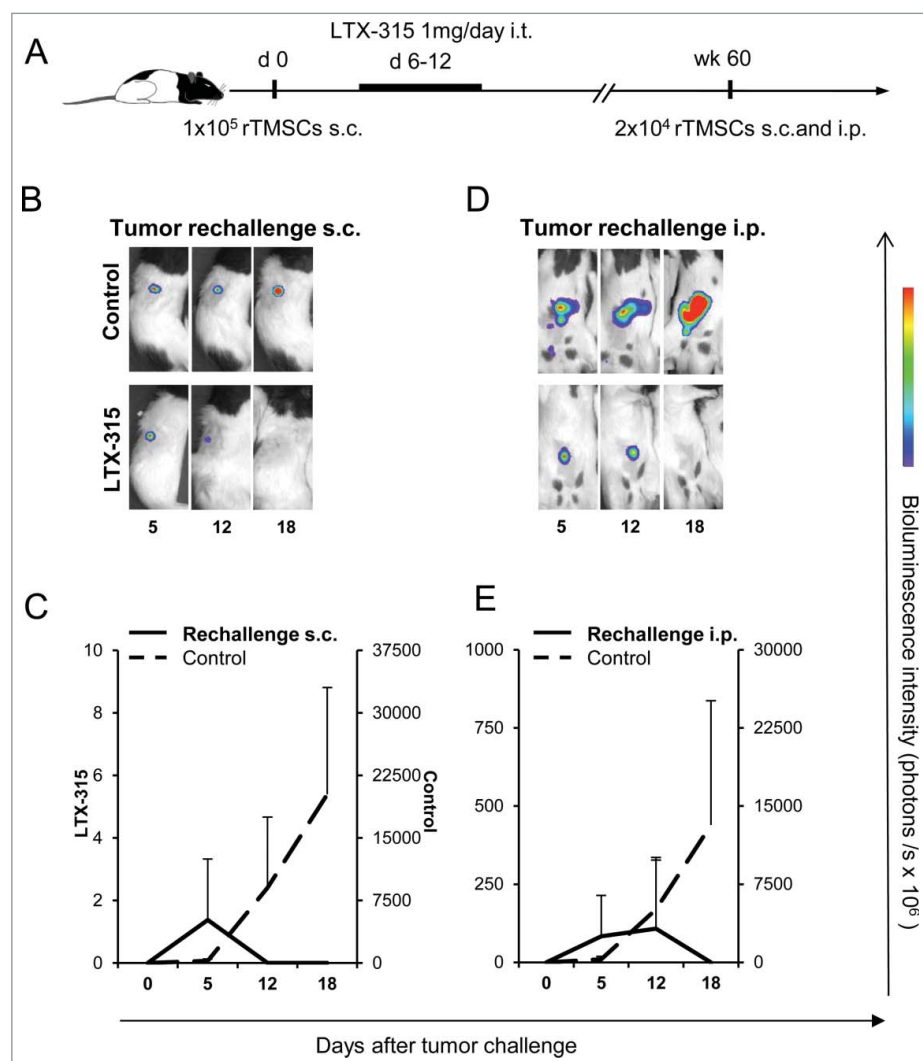 A
LTX-315 1mg/day i.t.
d 0
d 6-12
wk 60
1x10⁵ rTMSCs s.c.
2x10⁴ rTMSCs s.c.and i.p.
B
Tumor rechallenge s.c.
Control
LTX-315
5 12 18
D
Tumor rechallenge i.p.
5 12 18
C
Rechallenge s.c.
Control
10
8
6
4
2
0
LTX-315
37500
30000
22500
15000
7500
0
Control
0 5 12 18
E
Rechallenge i.p.
Control
1000
750
500
250
0
30000
22500
15000
7500
0
0 5 12 18
Days after tumor challenge
Bioluminescence intensity (photons /s x 10⁶ )